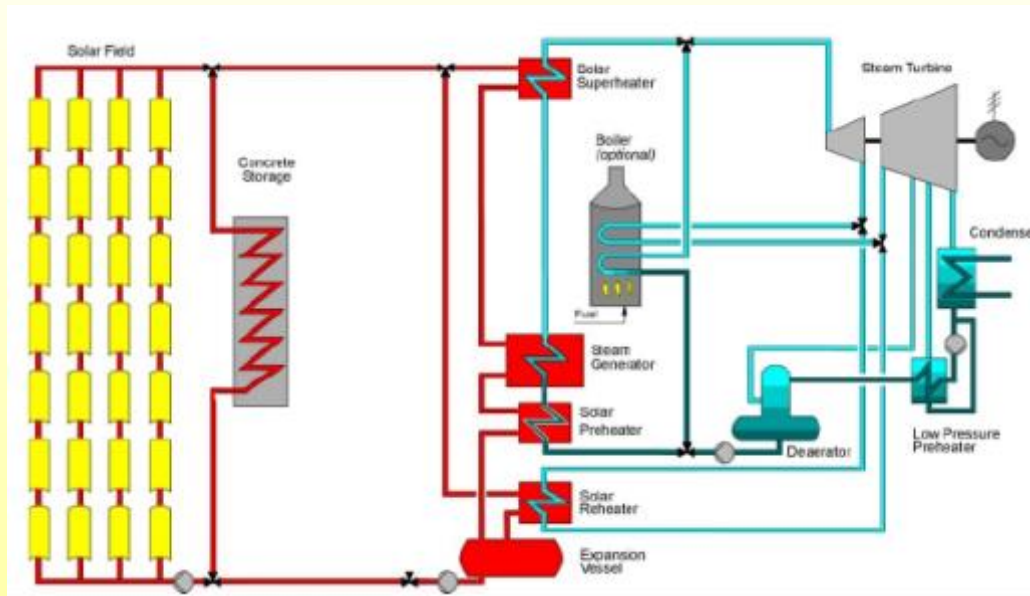 Solar Field
Solar
Superheater
Steam Turbine
Boiler
(optional)
Concrete
Storage
Condense
Fuel
Steam
Generator
Solar
Preheater
Deaerator
Low Pressure
Preheater
Solar
Reheater
Expansion
Vessel